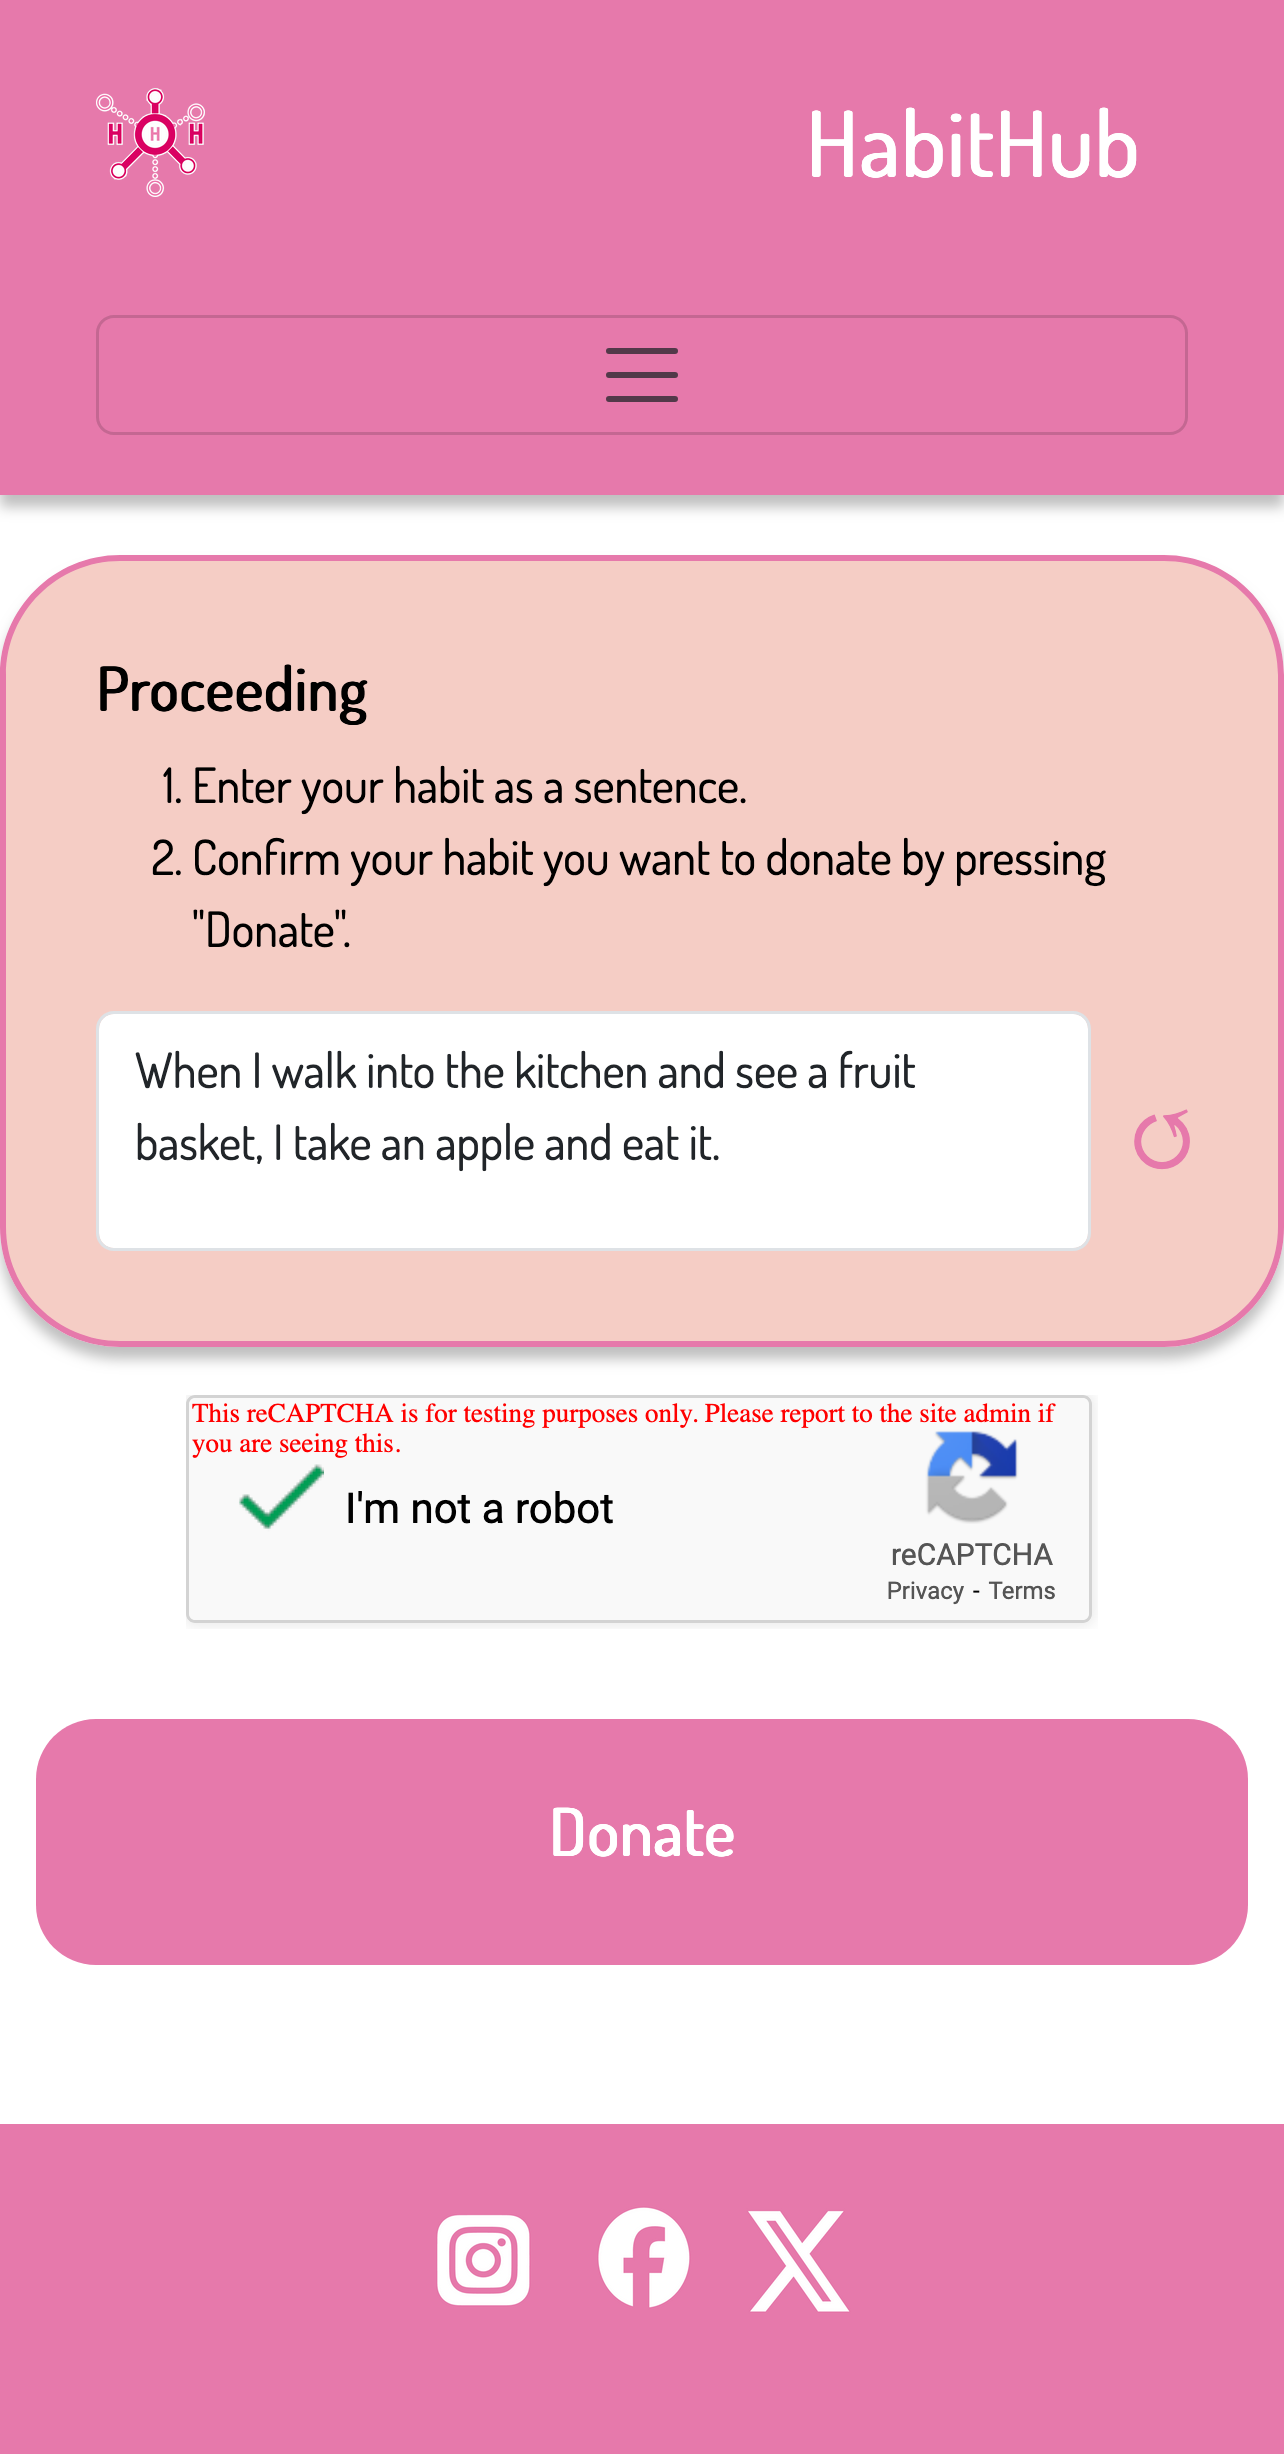 H H H
HabitHub
Proceeding
1. Enter your habit as a sentence.
2. Confirm your habit you want to donate by pressing
"Donate".
When I walk into the kitchen and see a fruit
basket, I take an apple and eat it.
This reCAPTCHA is for testing purposes only. Please report to the site admin if
you are seeing this.
I'm not a robot
reCAPTCHA
Privacy - Terms
Donate